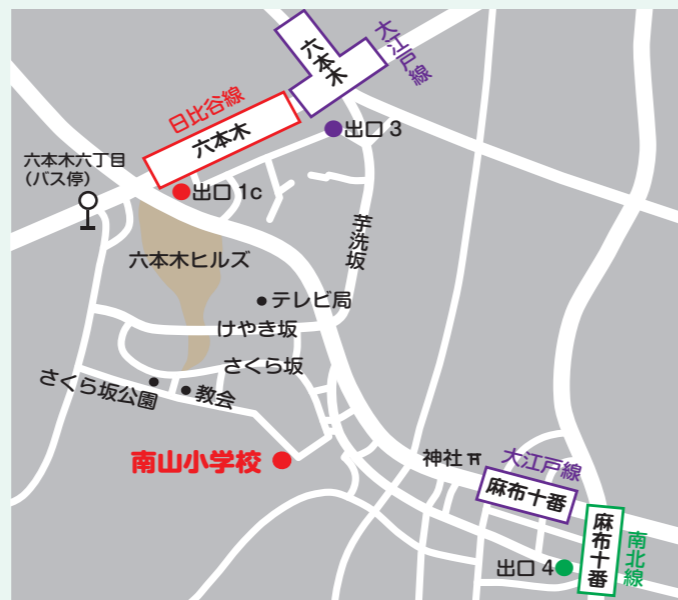 六本木
大江戸線
日比谷線
六本木
出口 3
六本木六丁目
(バス停)
出口 1c
芋洗坂
六本木ヒルズ
テレビ局
けやき坂
さくら坂
さくら坂公園
教会
南山小学校
神社
大江戸線
麻布十番
麻布十番
南北線
出口 4